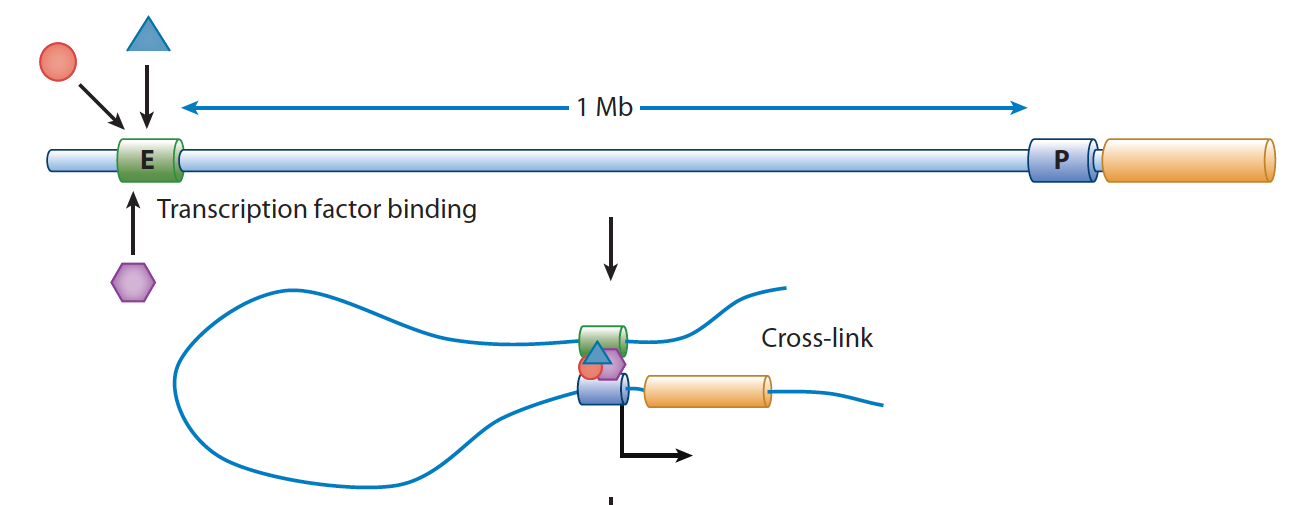 1 Mb
E
P
Transcription factor binding
Cross-link